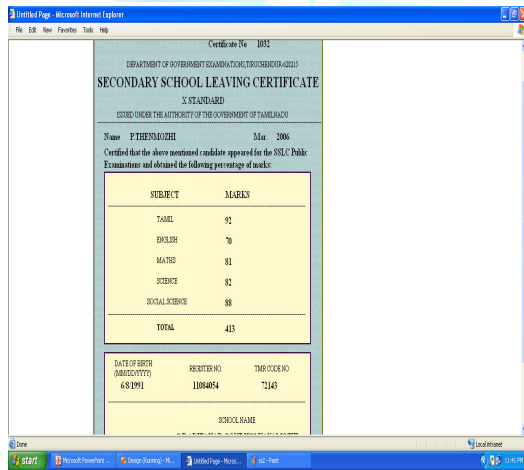 Untitled Page - Microsoft Internet Explorer
File Edit View Favorites Tools Help
Certificate No 1032
DEPARTMENT OF GOVERNMENT EXAMINATIONS,TIRUCHENDUR-628215
SECONDARY SCHOOL LEAVING CERTIFICATE
X STANDARD
ISSUED UNDER THE AUTHORITY OF THE GOVERNMENT OF TAMILNADU
Name P.THENMOZHI Mar. 2006
Certified that the above mentioned candidate appeared for the SSLC Public
Examinations and obtained the following percentage of marks:
SUBJECT MARKS
TAMIL 92
ENGLISH 70
MATHS 81
SCIENCE 82
SOCIAL SCIENCE 88
TOTAL 413
DATE OF BIRTH
(MM/DD/YYYY) REGISTER NO. TMR CODE NO
6/8/1991 11084054 72143
SCHOOL NAME
Done Local intranet
start Microsoft PowerPoint ... Design (Running) - Mi... Untitled Page - Micros... ss2 - Paint 11:41 PM